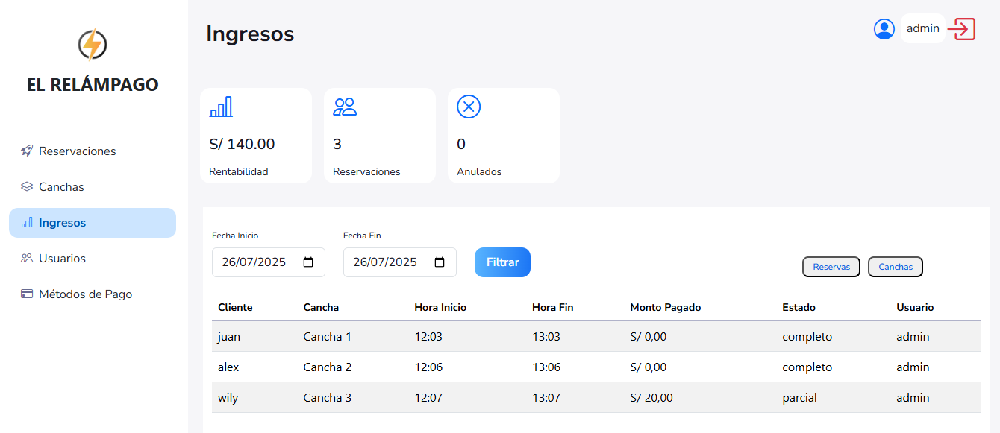 Ingresos
admin
EL RELÁMPAGO
S/ 140.00
3
0
Rentabilidad
Reservaciones
Anulados
Reservaciones
Canchas
Ingresos
Usuarios
Métodos de Pago
Fecha Inicio
Fecha Fin
26/07/2025
26/07/2025
Filtrar
Reservas
Canchas
Cliente Cancha Hora Inicio Hora Fin Monto Pagado Estado Usuario
juan Cancha 1 12:03 13:03 S/ 0,00 completo admin
alex Cancha 2 12:06 13:06 S/ 0,00 completo admin
wily Cancha 3 12:07 13:07 S/ 20,00 parcial admin